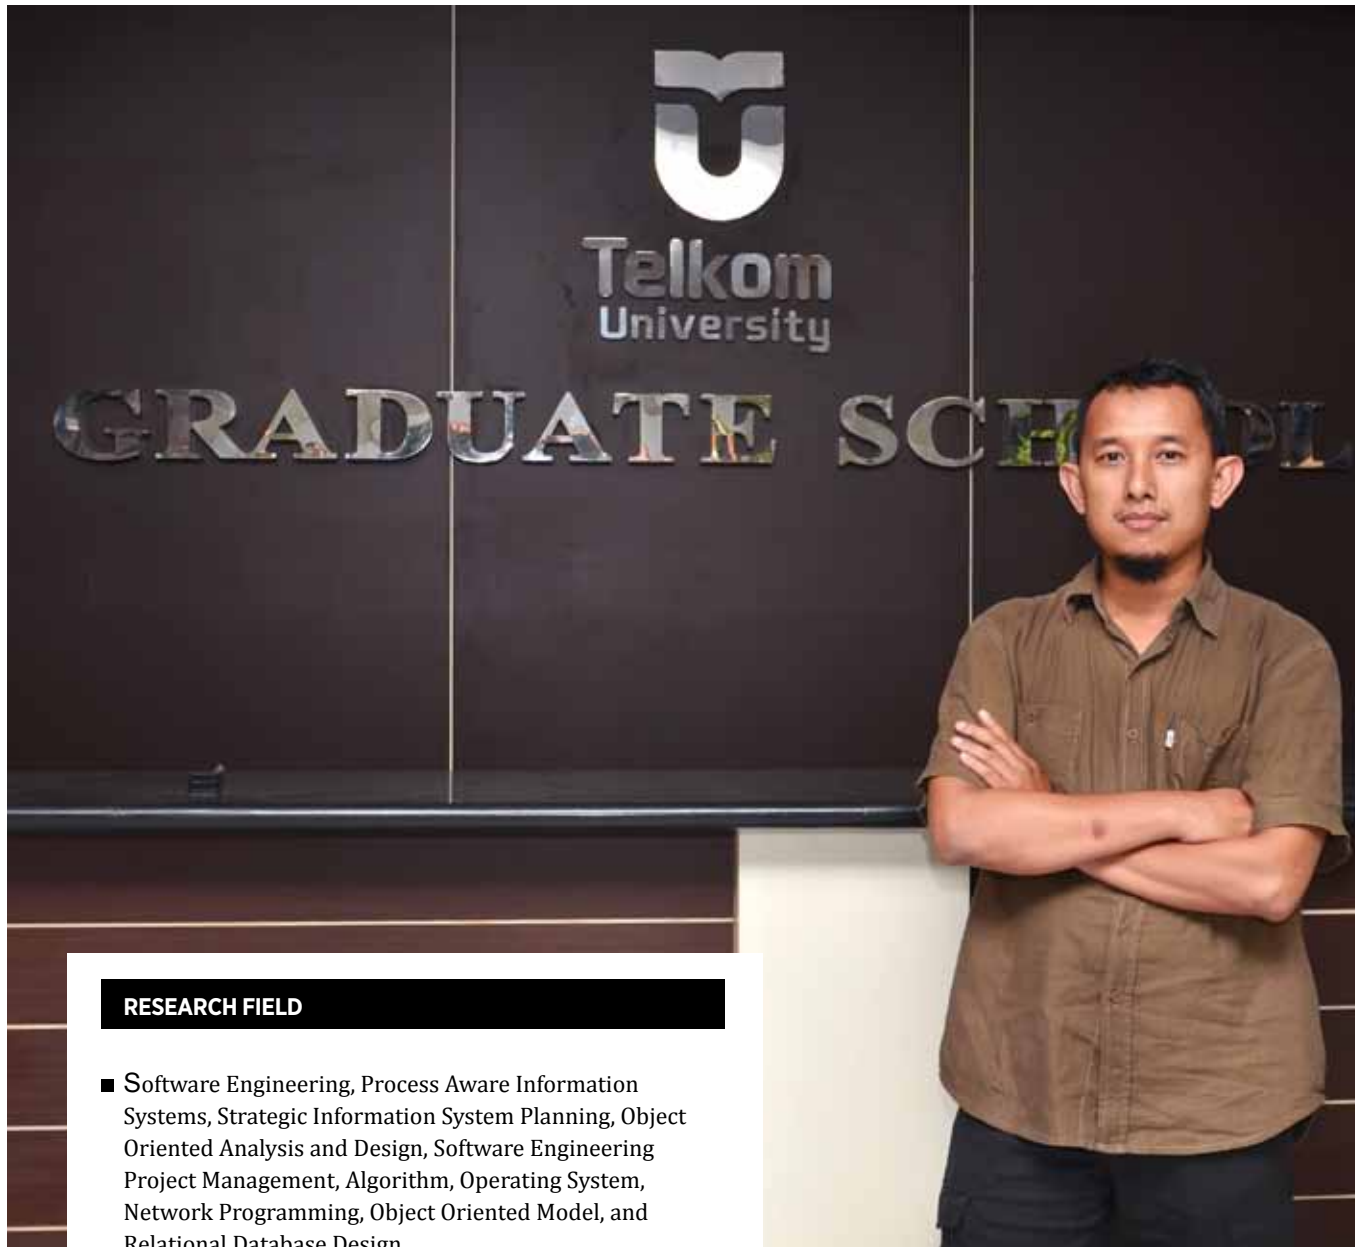 Telkom
University
GRADUATE SCHOOL
RESEARCH FIELD
■ Software Engineering, Process Aware Information
Systems, Strategic Information System Planning, Object
Oriented Analysis and Design, Software Engineering
Project Management, Algorithm, Operating System,
Network Programming, Object Oriented Model, and
Relational Database Design